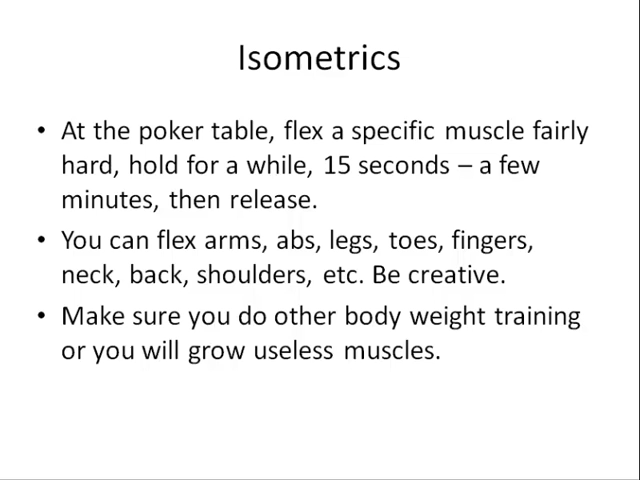 Isometrics
• At the poker table, flex a specific muscle fairly
hard, hold for a while, 15 seconds – a few
minutes, then release.
• You can flex arms, abs, legs, toes, fingers,
neck, back, shoulders, etc. Be creative.
• Make sure you do other body weight training
or you will grow useless muscles.